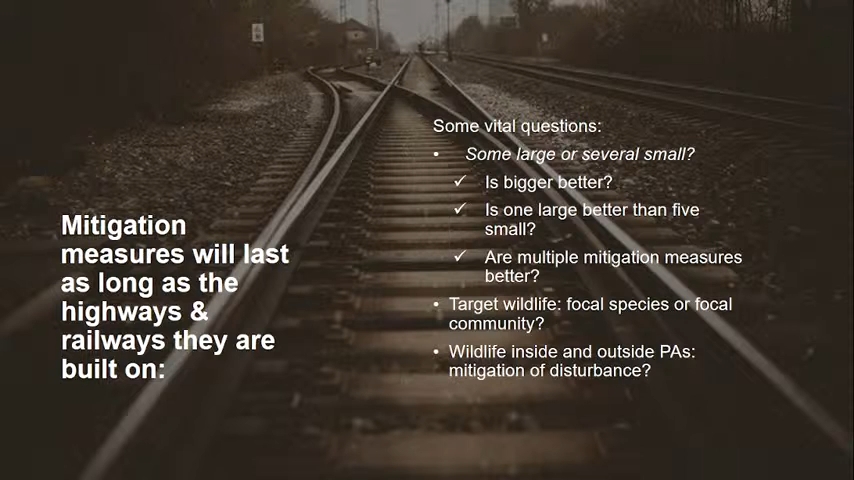 Mitigation
measures will last
as long as the
highways &
railways they are
built on:
Some vital questions:
• Some large or several small?
✓ Is bigger better?
✓ Is one large better than five
small?
✓ Are multiple mitigation measures
better?
• Target wildlife: focal species or focal
community?
• Wildlife inside and outside PAs:
mitigation of disturbance?